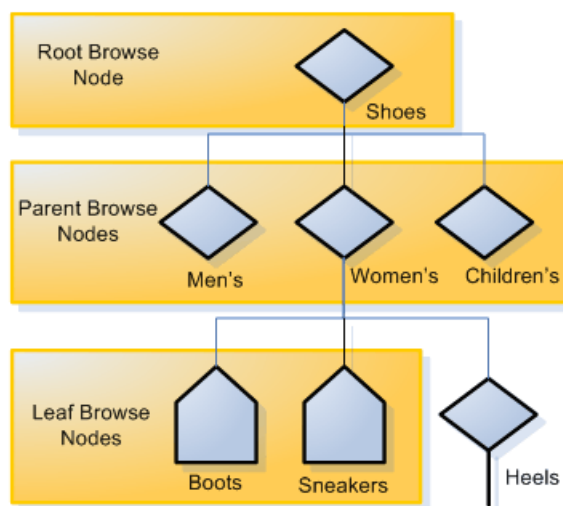 Root Browse
Node
Shoes
Parent Browse
Nodes
Men's
Women's
Children's
Leaf Browse
Nodes
Boots
Sneakers
Heels